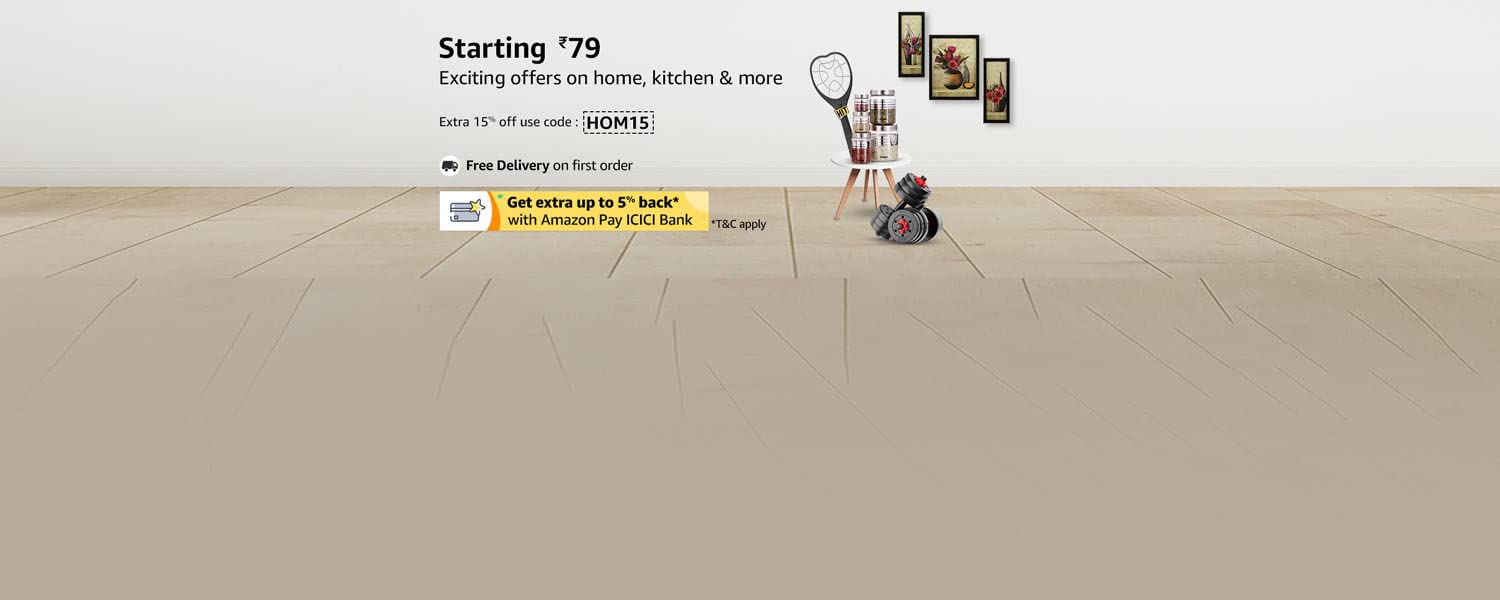 Starting ₹79
Exciting offers on home, kitchen & more
Extra 15% off use code : HOM15
Free Delivery on first order
Get extra up to 5% back*
with Amazon Pay ICICI Bank
*T&C apply